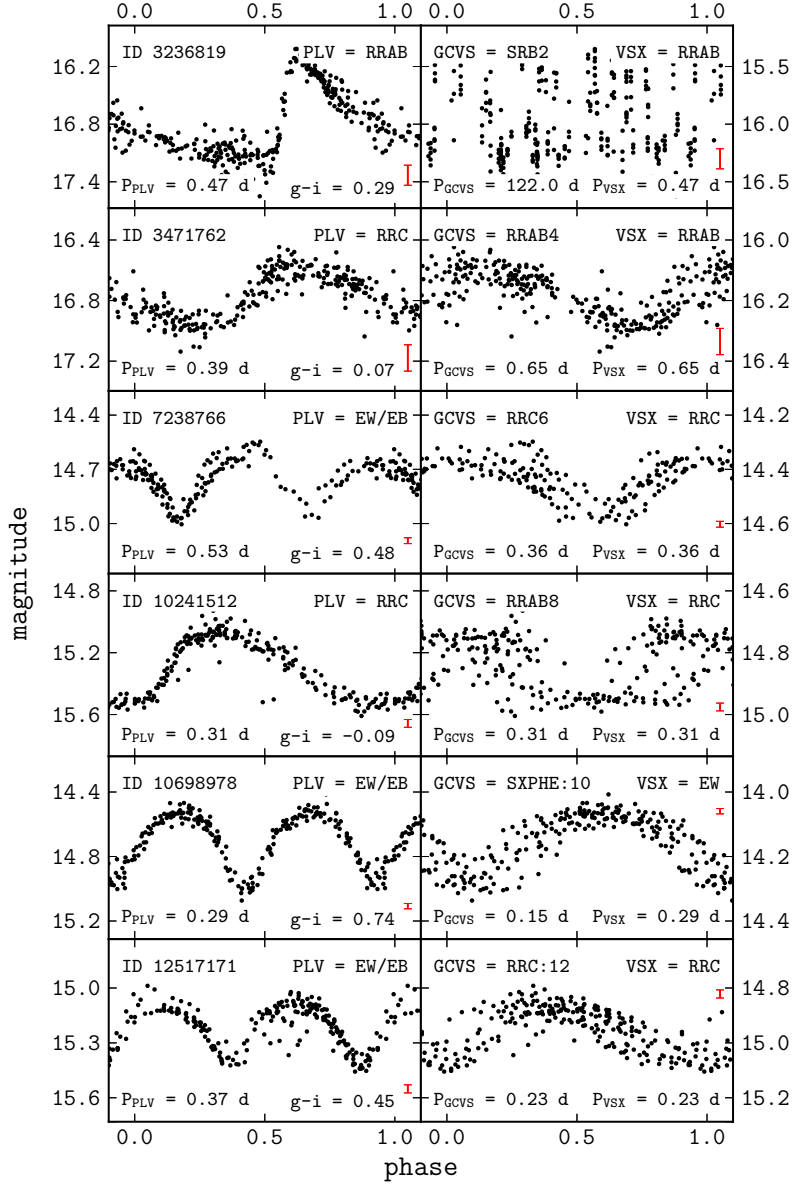 0.0 0.5 1.0 0.0 0.5 1.0
ID 3236819 PLV = RRAB GCVS = SRB2 VSX = RRAB
16.2 15.5
16.8 16.0
17.4 16.5
P_PLV = 0.47 d g-i = 0.29 P_GCVS = 122.0 d P_VSX = 0.47 d
ID 3471762 PLV = RRC GCVS = RRAB4 VSX = RRAB
16.4 16.0
16.8 16.2
17.2 16.4
P_PLV = 0.39 d g-i = 0.07 P_GCVS = 0.65 d P_VSX = 0.65 d
ID 7238766 PLV = EW/EB GCVS = RRC6 VSX = RRC
14.4 14.2
14.7 14.4
15.0 14.6
P_PLV = 0.53 d g-i = 0.48 P_GCVS = 0.36 d P_VSX = 0.36 d
magnitude
ID 10241512 PLV = RRC GCVS = RRAB8 VSX = RRC
14.8 14.6
15.2 14.8
15.6 15.0
P_PLV = 0.31 d g-i = -0.09 P_GCVS = 0.31 d P_VSX = 0.31 d
ID 10698978 PLV = EW/EB GCVS = SXPHE:10 VSX = EW
14.4 14.0
14.8 14.2
15.2 14.4
P_PLV = 0.29 d g-i = 0.74 P_GCVS = 0.15 d P_VSX = 0.29 d
ID 12517171 PLV = EW/EB GCVS = RRC:12 VSX = RRC
15.0 14.8
15.3 15.0
15.6 15.2
P_PLV = 0.37 d g-i = 0.45 P_GCVS = 0.23 d P_VSX = 0.23 d
0.0 0.5 1.0 0.0 0.5 1.0
phase